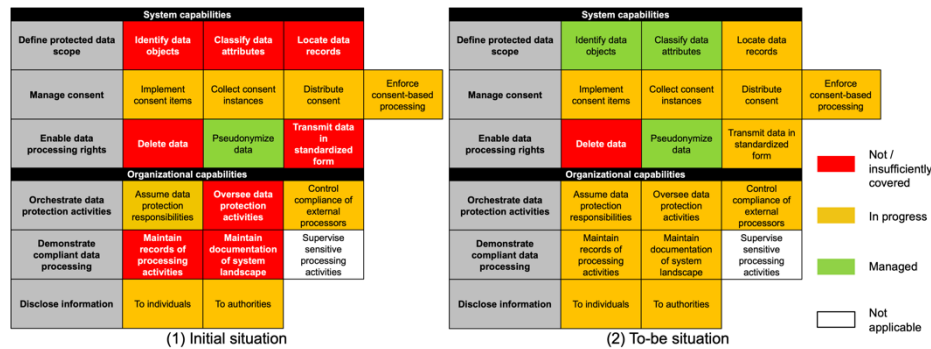 System capabilities
Define protected data
scope
Identify data
objects
Classify data
attributes
Locate data
records
Manage consent
Implement
consent items
Collect consent
instances
Distribute
consent
Enforce
consent-based
processing
Enable data
processing rights
Delete data
Pseudonymize
data
Transmit data
in
standardized
form
Organizational capabilities
Orchestrate data
protection activities
Assume data
protection
responsibilities
Oversee data
protection
activities
Control
compliance of
external
processors
Demonstrate
compliant data
processing
Maintain
records of
processing
activities
Maintain
documentation
of system
landscape
Supervise
sensitive
processing
activities
Disclose information
To individuals
To authorities
(1) Initial situation
System capabilities
Define protected data
scope
Identify data
objects
Classify data
attributes
Locate data
records
Manage consent
Implement
consent items
Collect consent
instances
Distribute
consent
Enforce
consent-based
processing
Enable data
processing rights
Delete data
Pseudonymize
data
Transmit data in
standardized
form
Organizational capabilities
Orchestrate data
protection activities
Assume data
protection
responsibilities
Oversee data
protection
activities
Control
compliance of
external
processors
Demonstrate
compliant data
processing
Maintain
records of
processing
activities
Maintain
documentation of
system
landscape
Supervise
sensitive
processing
activities
Disclose information
To individuals
To authorities
(2) To-be situation
Not /
insufficiently
covered
In progress
Managed
Not
applicable